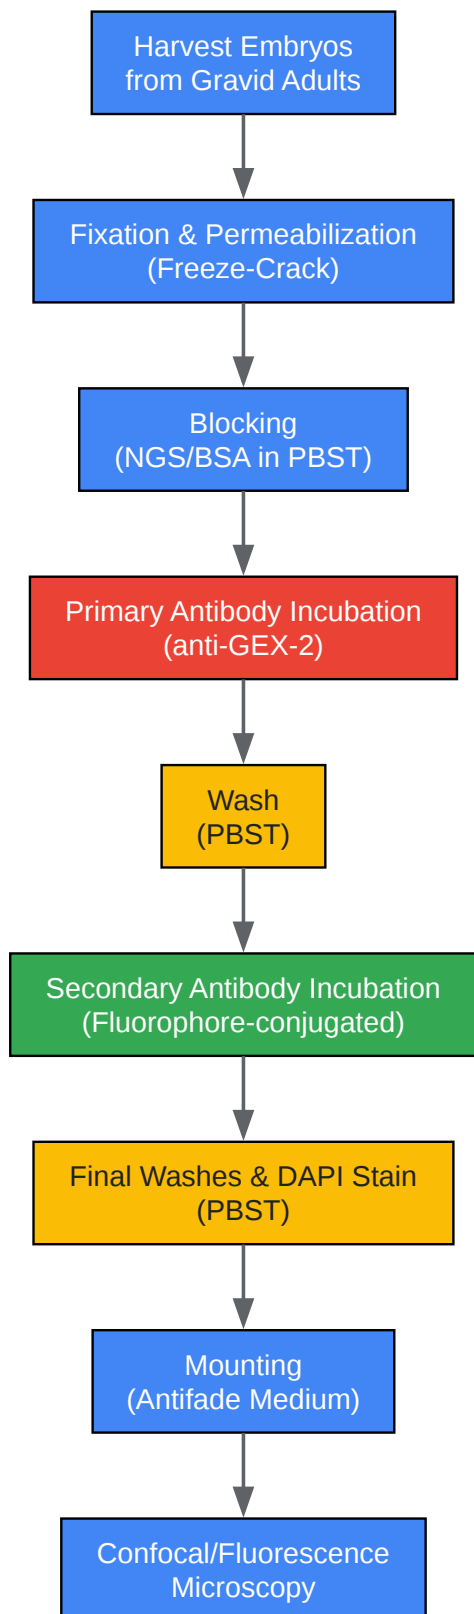 Harvest Embryos
from Gravid Adults
Fixation & Permeabilization
(Freeze-Crack)
Blocking
(NGS/BSA in PBST)
Primary Antibody Incubation
(anti-GEX-2)
Wash
(PBST)
Secondary Antibody Incubation
(Fluorophore-conjugated)
Final Washes & DAPI Stain
(PBST)
Mounting
(Antifade Medium)
Confocal/Fluorescence
Microscopy